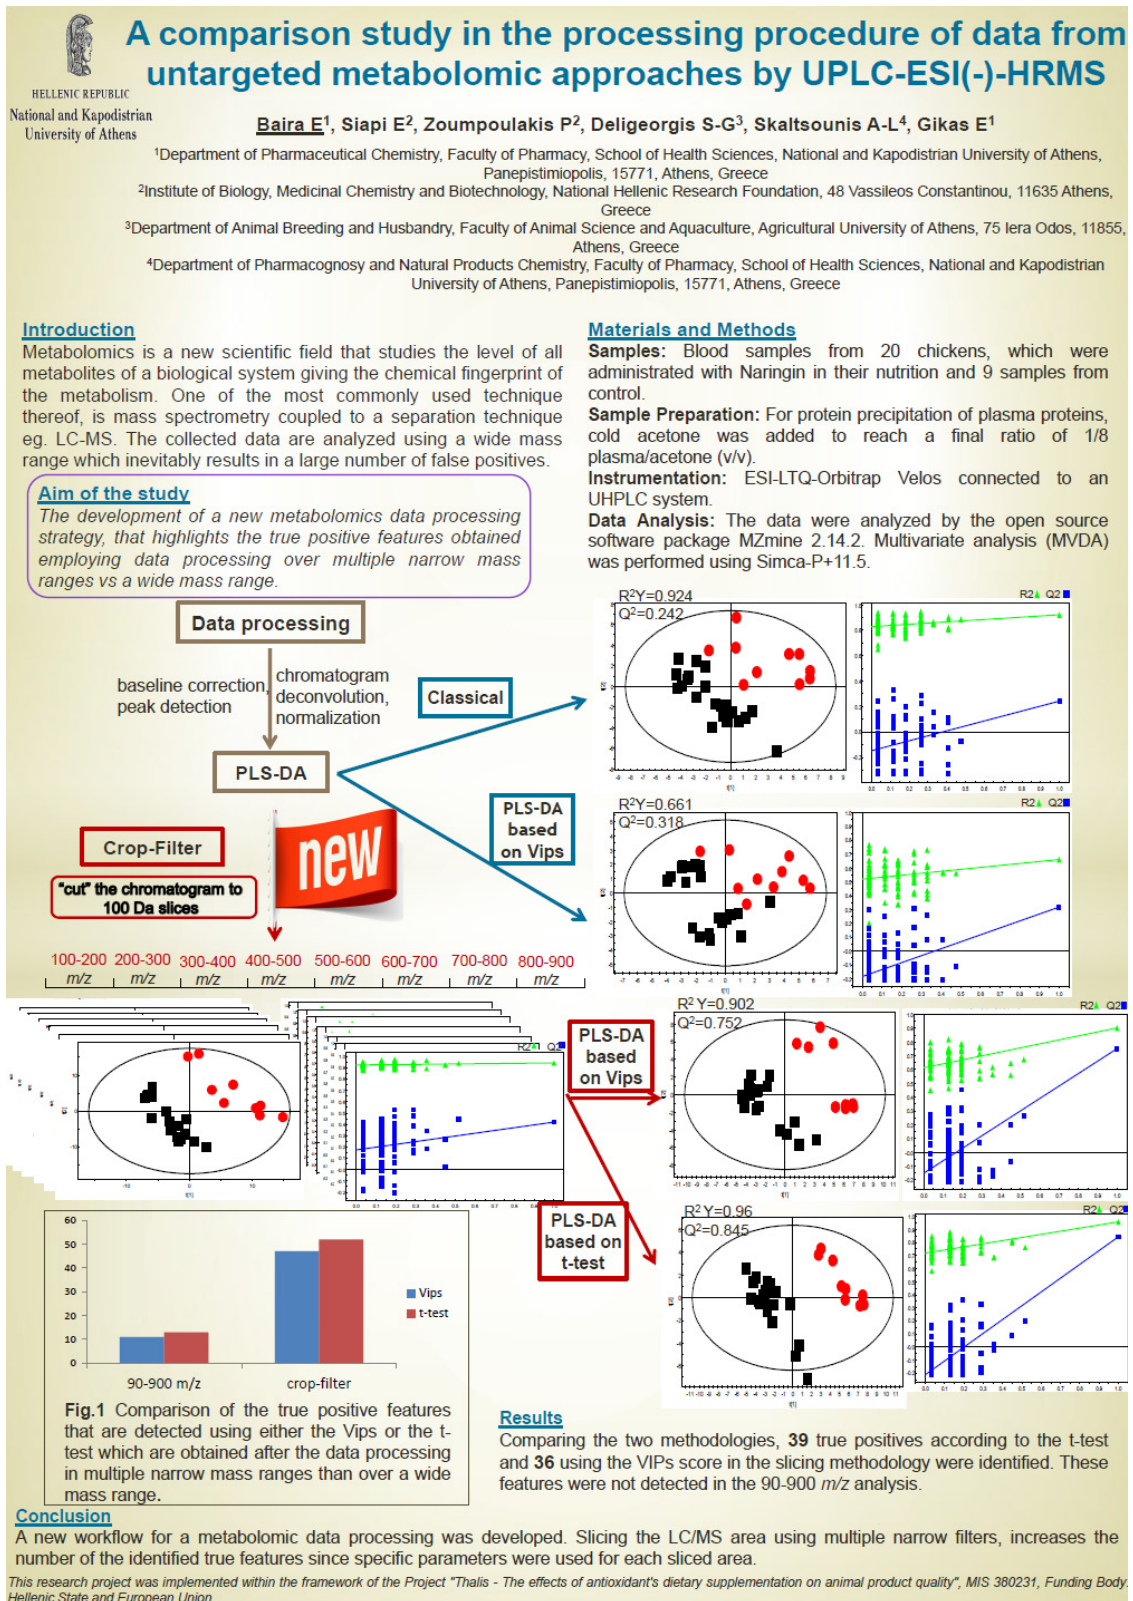 A comparison study in the processing procedure of data from
untargeted metabolomic approaches by UPLC-ESI(-)-HRMS
HELLENIC REPUBLIC
National and Kapodistrian
University of Athens
Baira E1, Siapi E2, Zoumpoulakis P2, Deligeorgis S-G3, Skaltsounis A-L4, Gikas E1
1Department of Pharmaceutical Chemistry, Faculty of Pharmacy, School of Health Sciences, National and Kapodistrian University of Athens,
Panepistimiopolis, 15771, Athens, Greece
2Institute of Biology, Medicinal Chemistry and Biotechnology, National Hellenic Research Foundation, 48 Vassileos Constantinou, 11635 Athens,
Greece
3Department of Animal Breeding and Husbandry, Faculty of Animal Science and Aquaculture, Agricultural University of Athens, 75 Iera Odos, 11855,
Athens, Greece
4Department of Pharmacognosy and Natural Products Chemistry, Faculty of Pharmacy, School of Health Sciences, National and Kapodistrian
University of Athens, Panepistimiopolis, 15771, Athens, Greece
Introduction
Metabolomics is a new scientific field that studies the level of all
metabolites of a biological system giving the chemical fingerprint of
the metabolism. One of the most commonly used technique
thereof, is mass spectrometry coupled to a separation technique
eg. LC-MS. The collected data are analyzed using a wide mass
range which inevitably results in a large number of false positives.
Aim of the study
The development of a new metabolomics data processing
strategy, that highlights the true positive features obtained
employing data processing over multiple narrow mass
ranges vs a wide mass range.
Materials and Methods
Samples: Blood samples from 20 chickens, which were
administrated with Naringin in their nutrition and 9 samples from
control.
Sample Preparation: For protein precipitation of plasma proteins,
cold acetone was added to reach a final ratio of 1/8
plasma/acetone (v/v).
Instrumentation: ESI-LTQ-Orbitrap Velos connected to an
UHPLC system.
Data Analysis: The data were analyzed by the open source
software package MZmine 2.14.2. Multivariate analysis (MVDA)
was performed using Simca-P+11.5.
Data processing
baseline correction,
peak detection
chromatogram
deconvolution,
normalization
PLS-DA
Classical
PLS-DA
based
on Vips
R2Y=0.924
Q2=0.242
R2 Q2
R2Y=0.661
Q2=0.318
R2 Q2
Crop-Filter
"cut" the chromatogram to
100 Da slices
new
100-200 200-300 300-400 400-500 500-600 600-700 700-800 800-900
m/z m/z m/z m/z m/z m/z m/z m/z
PLS-DA
based
on Vips
R2 Y=0.902
Q2=0.752
R2 Q2
R2 Q2
PLS-DA
based on
t-test
R2 Y=0.96
Q2=0.845
R2 Q2
60
50
40
30
20
10
0
Vips
t-test
90-900 m/z crop-filter
Fig.1 Comparison of the true positive features
that are detected using either the Vips or the t-
test which are obtained after the data processing
in multiple narrow mass ranges than over a wide
mass range.
Results
Comparing the two methodologies, 39 true positives according to the t-test
and 36 using the VIPs score in the slicing methodology were identified. These
features were not detected in the 90-900 m/z analysis.
Conclusion
A new workflow for a metabolomic data processing was developed. Slicing the LC/MS area using multiple narrow filters, increases the
number of the identified true features since specific parameters were used for each sliced area.
This research project was implemented within the framework of the Project "Thalis - The effects of antioxidant's dietary supplementation on animal product quality", MIS 380231, Funding Body:
Hellenic State and European Union